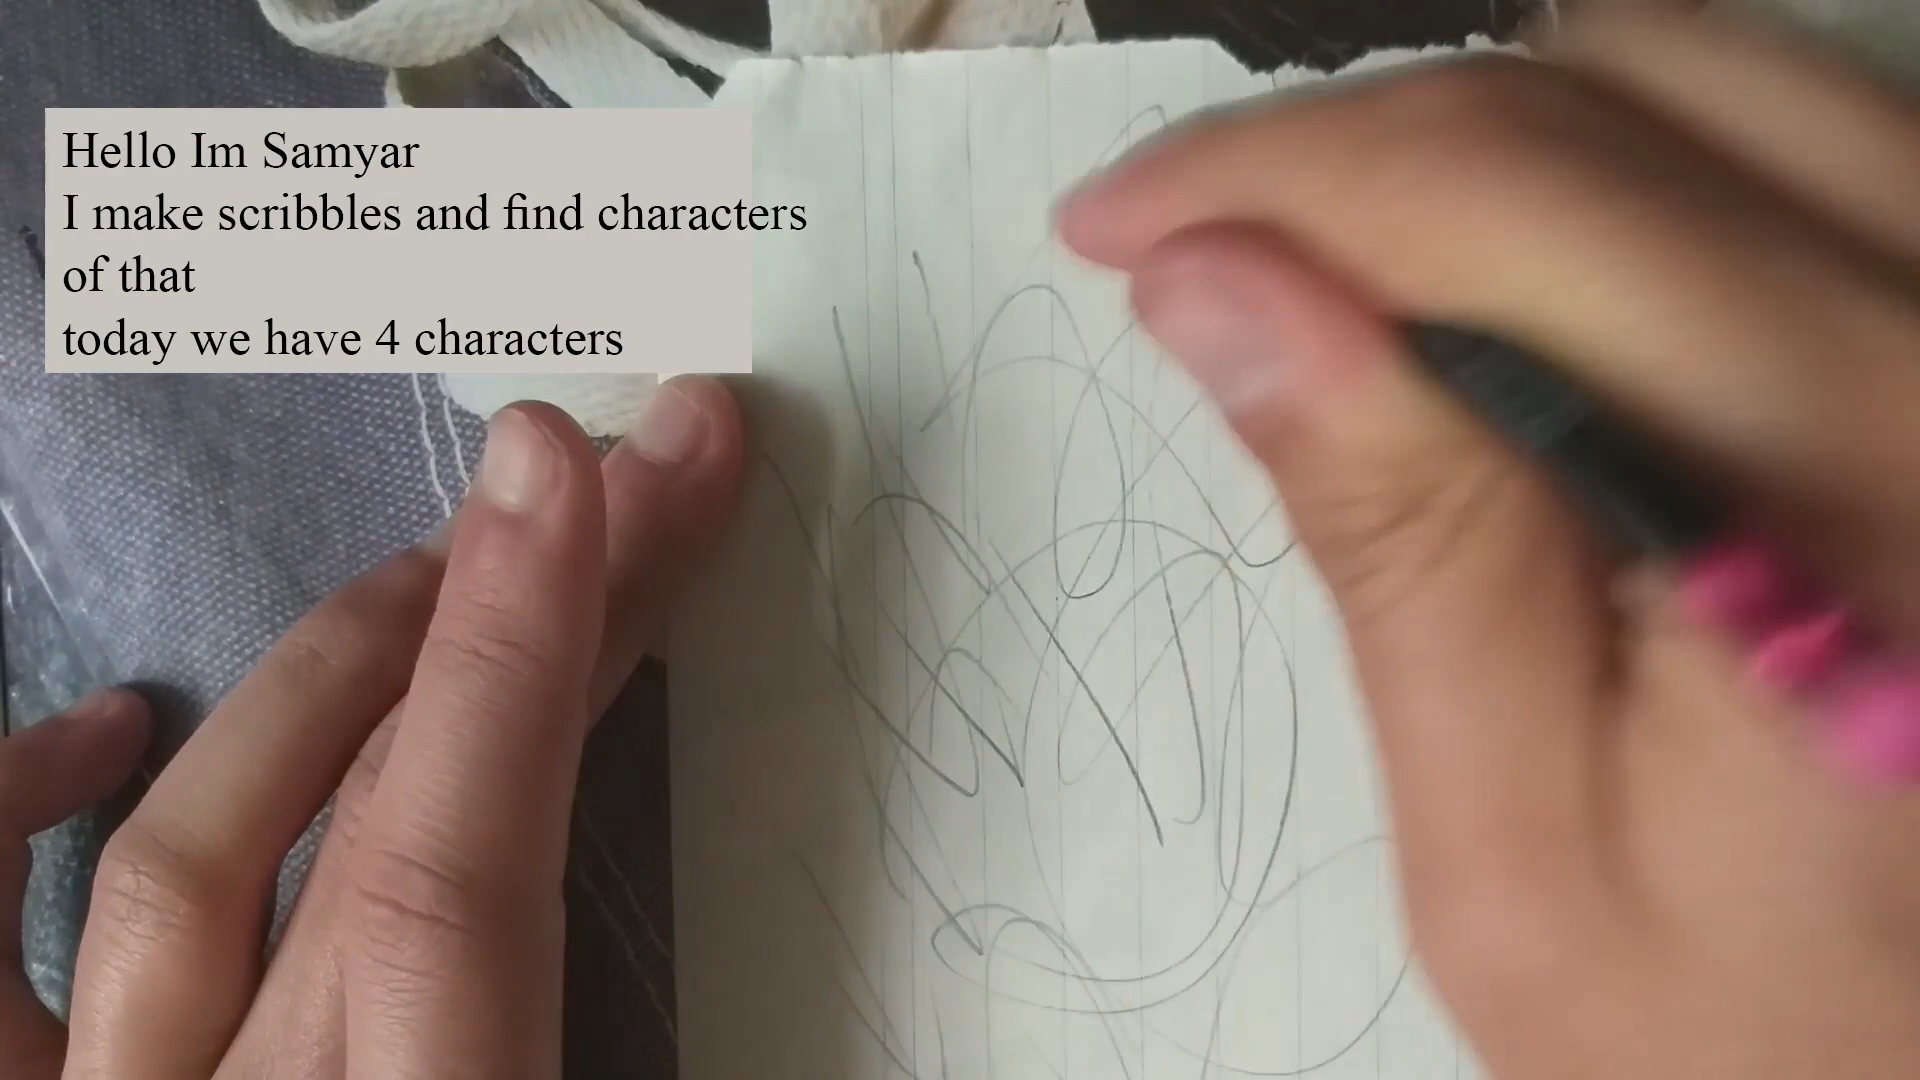 Hello Im Samyar
I make scribbles and find characters
of that
today we have 4 characters